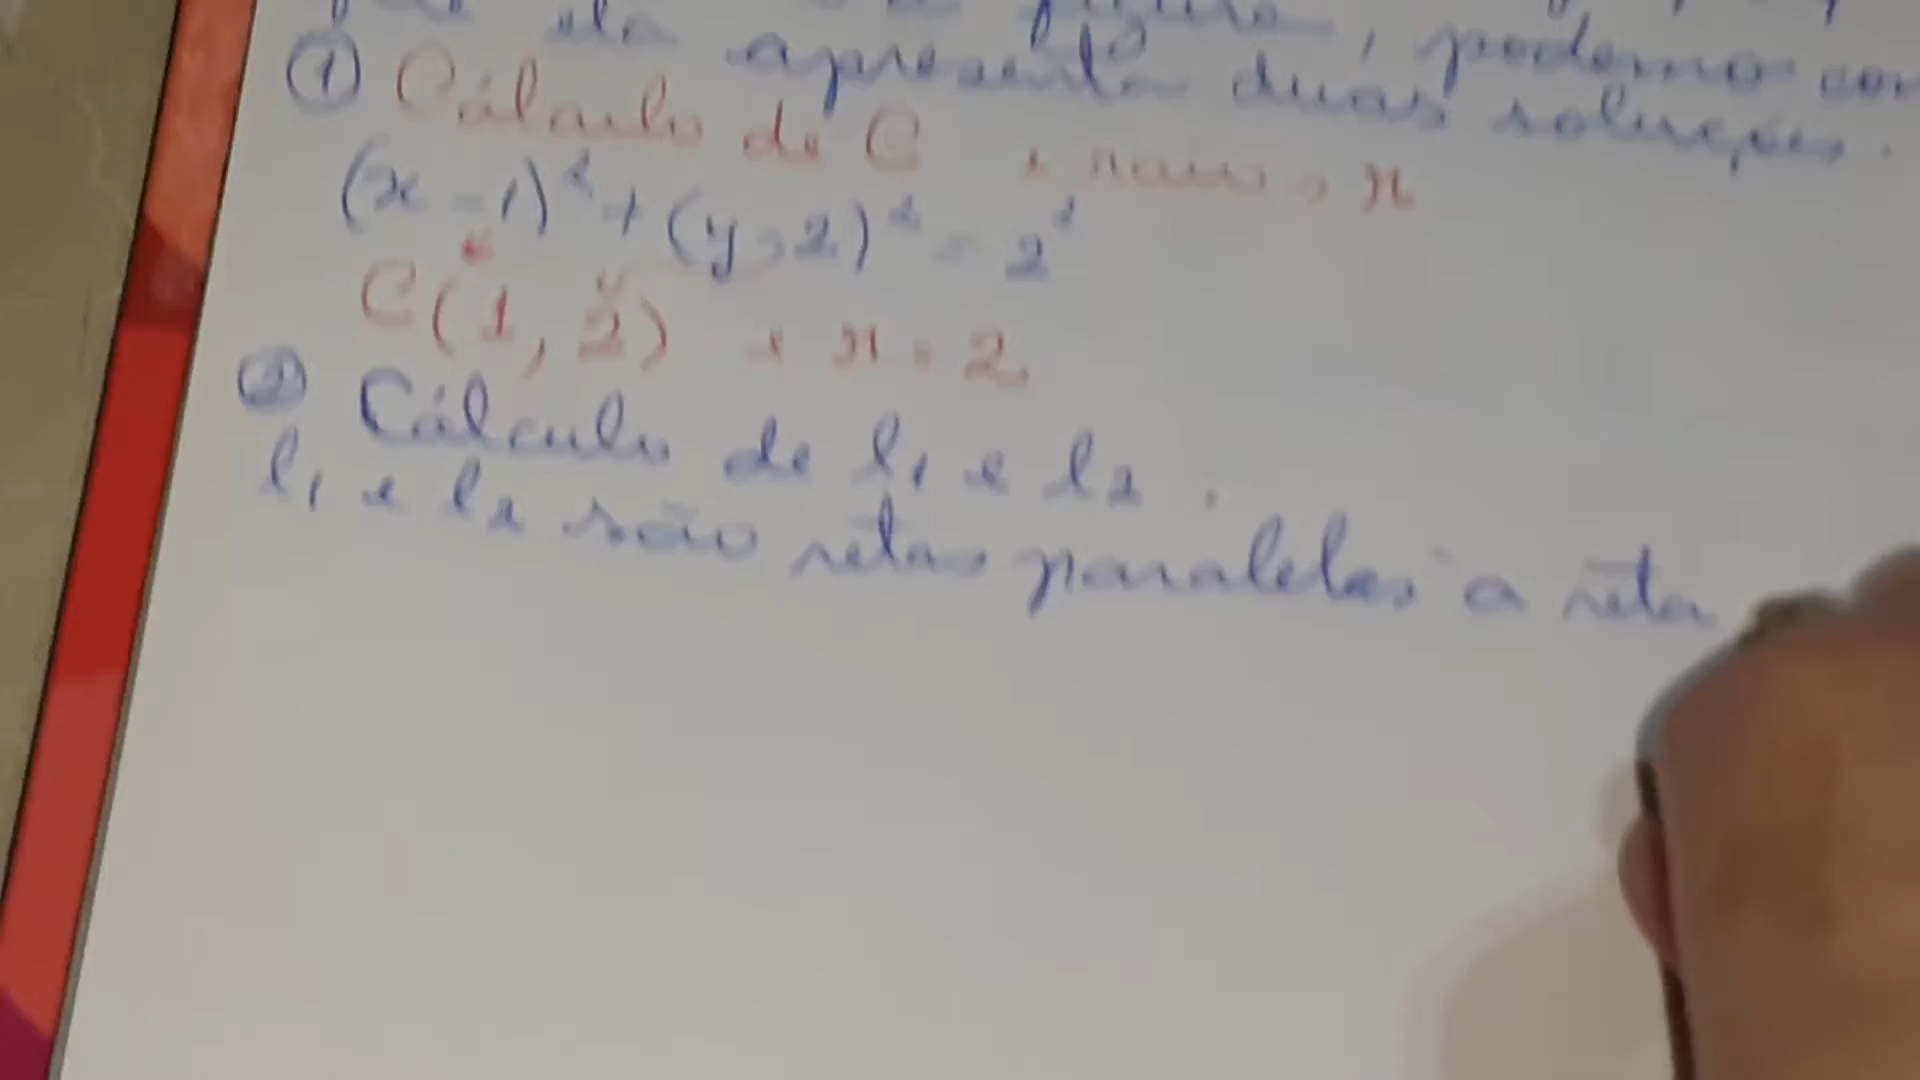 ela figura, podemos con
apresenta duas soluções.
① Cálculo de C e raio = r
(x - 1)² + (y - 2)² = 2²
C(1, 2) e r = 2
② Cálculo de l₁ e l₂.
l₁ e l₂ são retas paralelas a reta